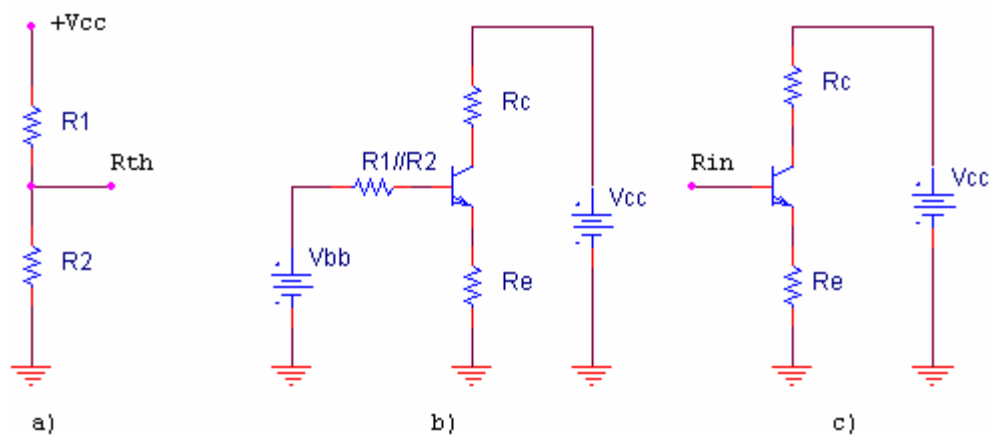 +Vcc
R1
Rth
R2
a)
Rc
R1//R2
Vcc
Vbb
Re
b)
Rc
Rin
Vcc
Re
c)